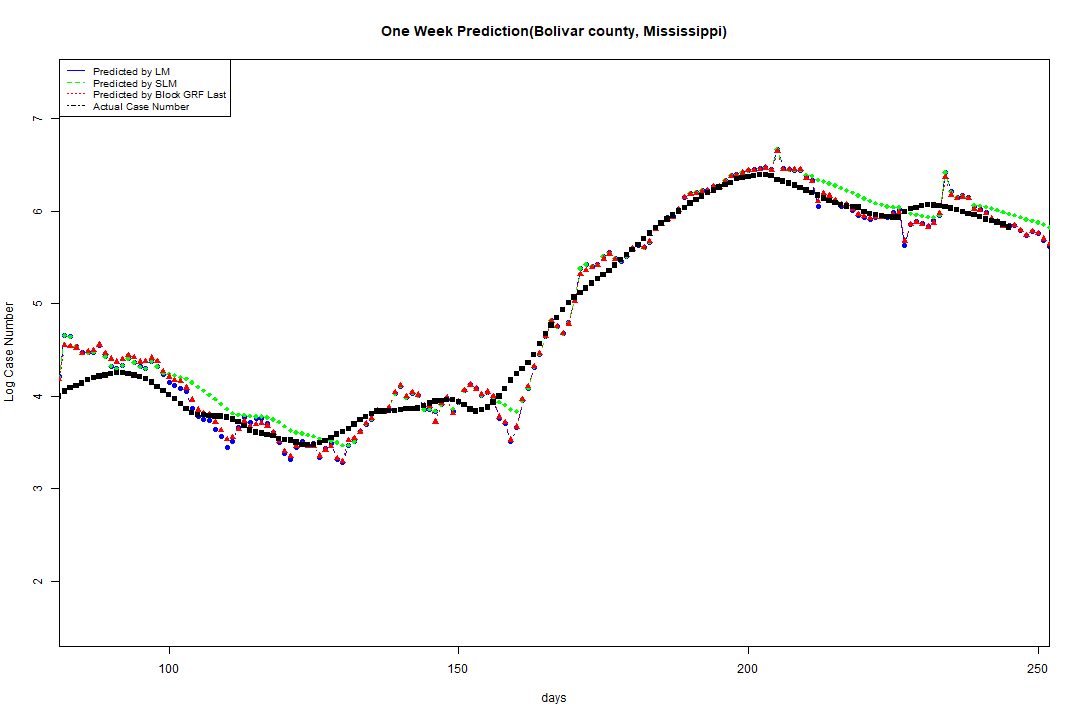 One Week Prediction(Bolivar county, Mississippi)
Predicted by LM
Predicted by SLM
Predicted by Block GRF Last
Actual Case Number
Log Case Number
7
6
5
4
3
2
100 150 200 250
days